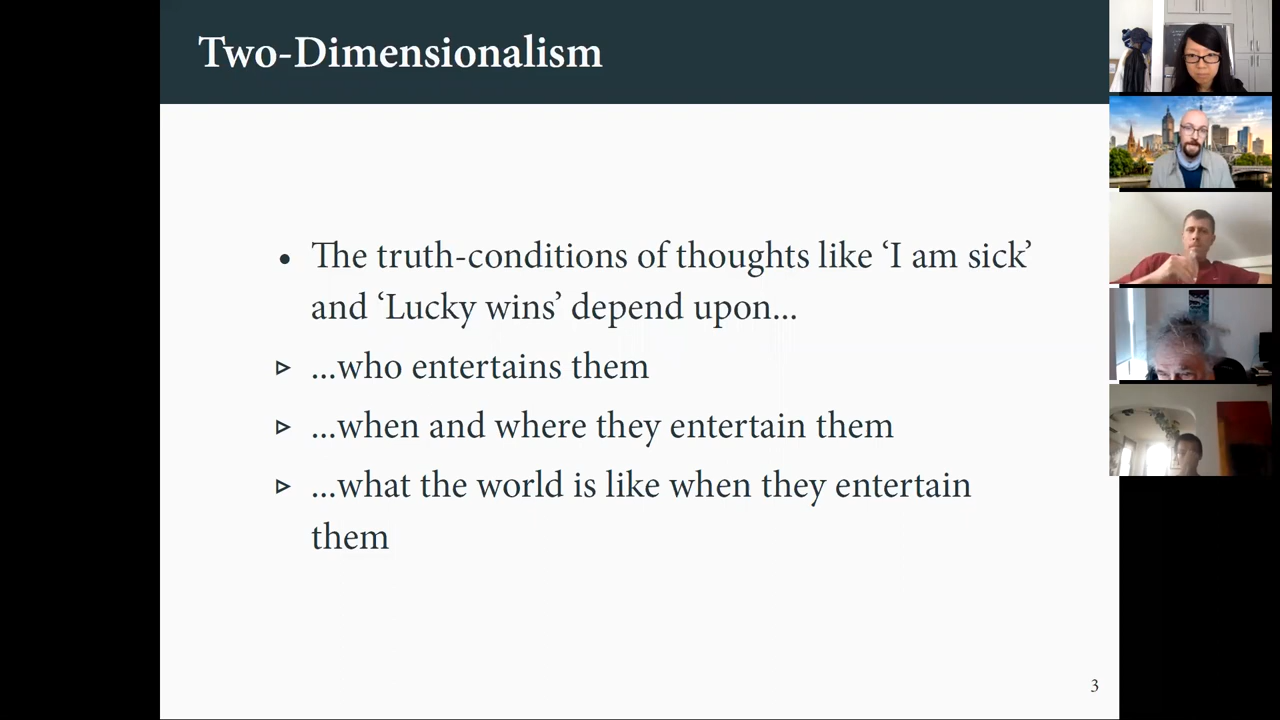 Two-Dimensionalism
• The truth-conditions of thoughts like ‘I am sick’
and ‘Lucky wins’ depend upon...
▹ ...who entertains them
▹ ...when and where they entertain them
▹ ...what the world is like when they entertain
them
3